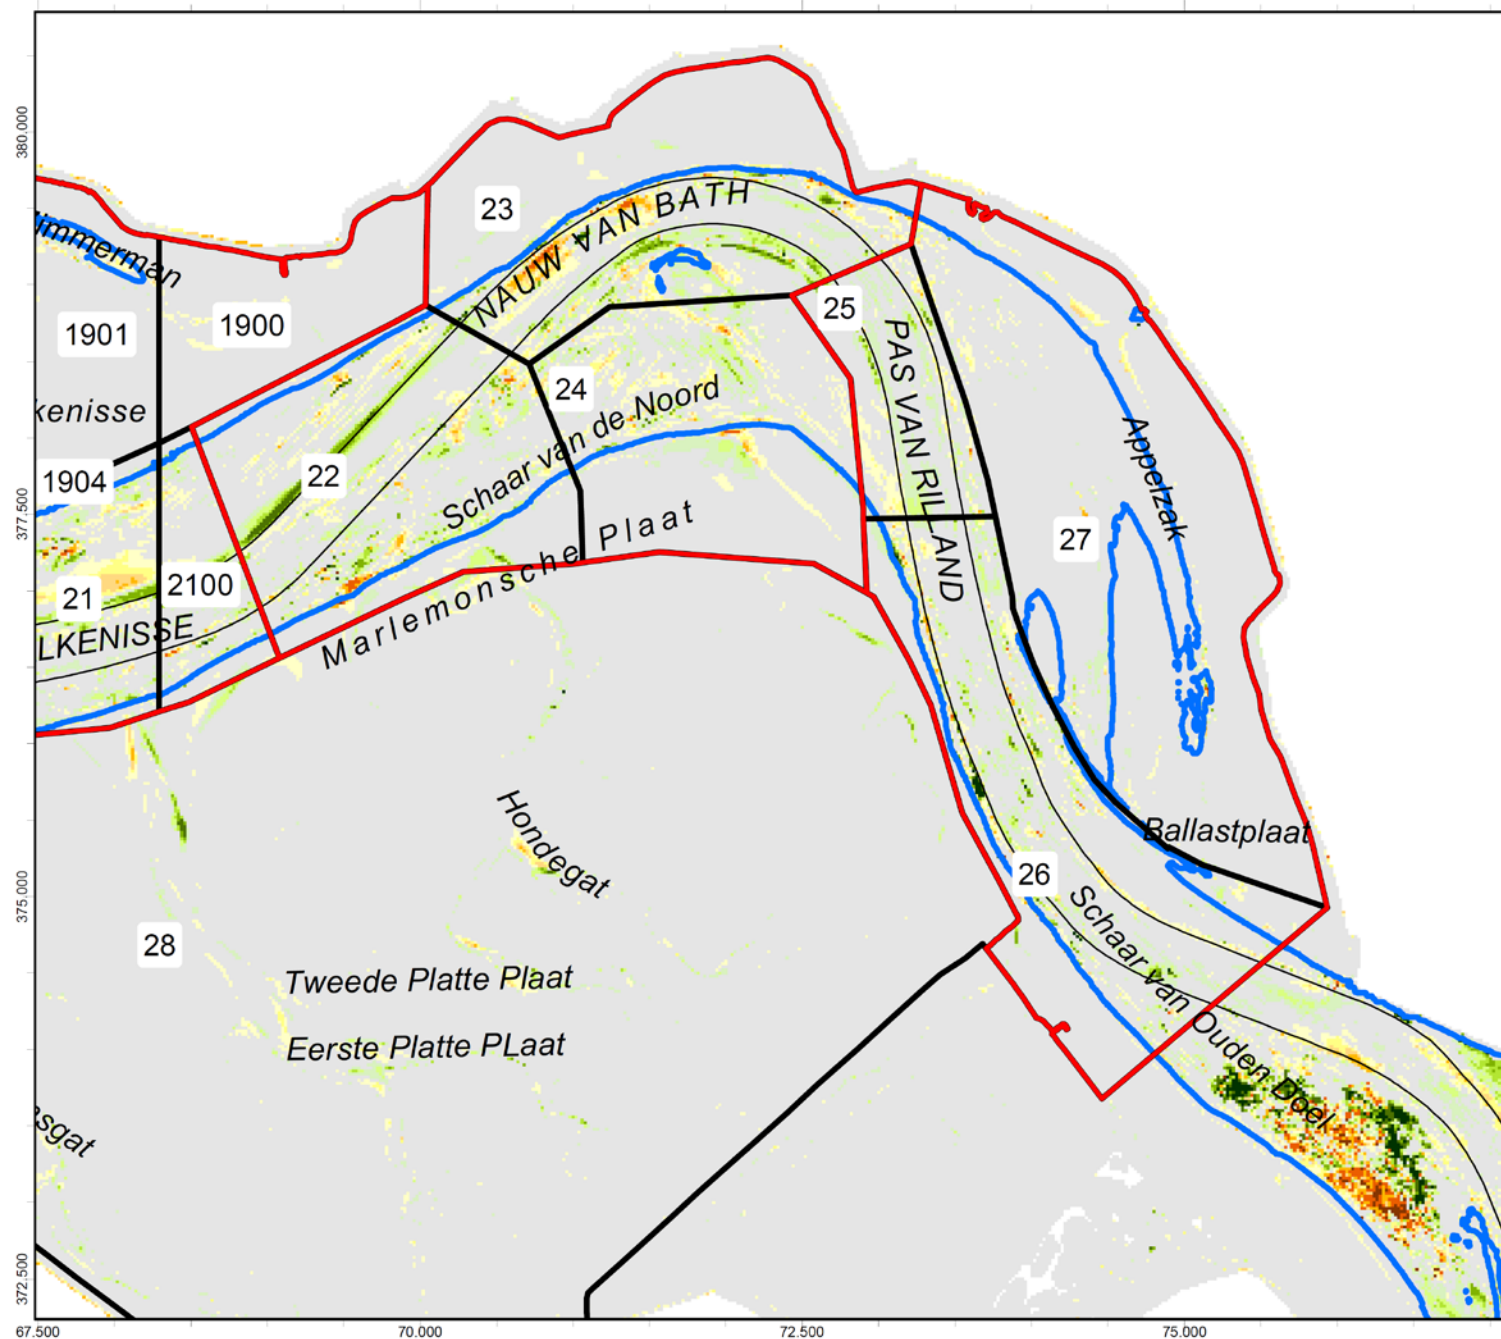 380.000
377.500
375.000
372.500
67.500
70.000
72.500
75.000
23
NAUW VAN BATH
1901
1900
25
PAS VAN RILLAND
24
Schaar van de Noord
1904
22
27
Appelzak
21
2100
LKENISSE
Marlemonsche Plaat
Hondegat
Ballastplaat
26
Schaar van Ouden Doel
28
Tweede Platte Plaat
Eerste Platte PLaat
immerman
kenisse
sgat